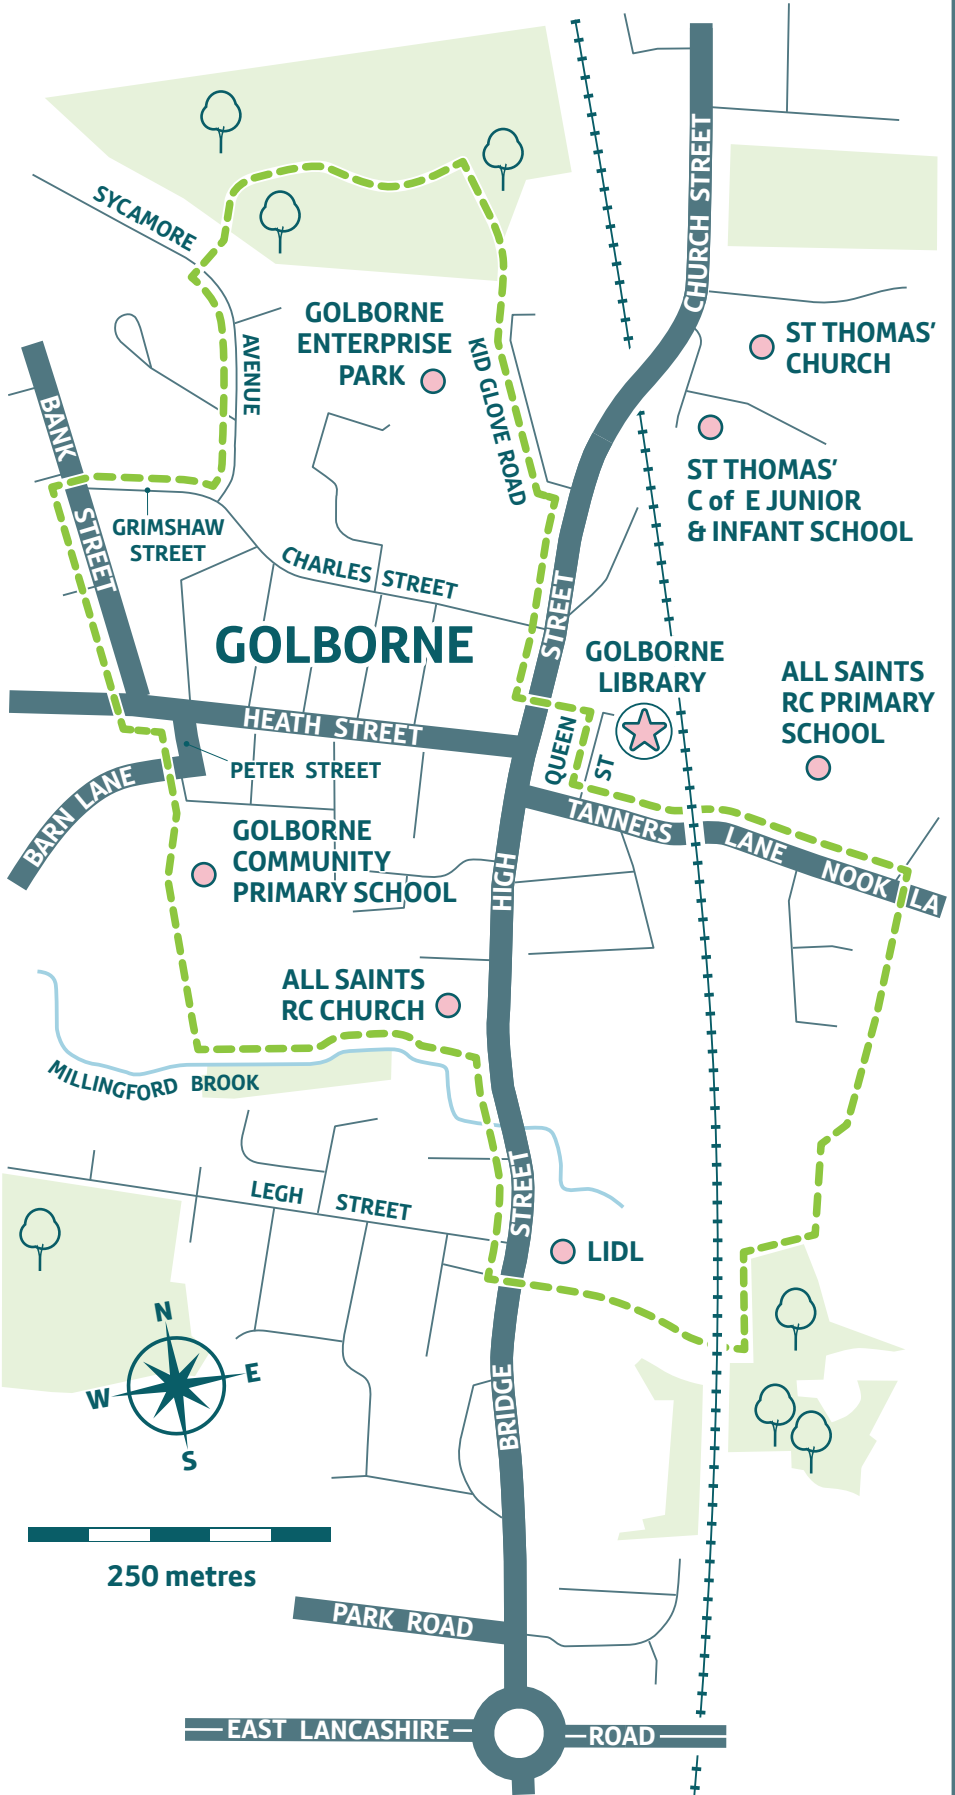 SYCAMORE
AVENUE
CHURCH STREET
GOLBORNE
ENTERPRISE
PARK
ST THOMAS’
CHURCH
KID GLOVE ROAD
BANK
STREET
ST THOMAS’
C of E JUNIOR
& INFANT SCHOOL
GRIMSHAW
STREET
CHARLES STREET
GOLBORNE
STREET
GOLBORNE
LIBRARY
ALL SAINTS
RC PRIMARY
SCHOOL
HEATH STREET
QUEEN
ST
PETER STREET
BARN LANE
TANNERS
LANE
NOOK LA
GOLBORNE
COMMUNITY
PRIMARY SCHOOL
HIGH
ALL SAINTS
RC CHURCH
MILLINGFORD BROOK
STREET
LEGH STREET
LIDL
N
W
E
S
BRIDGE
250 metres
PARK ROAD
EAST LANCASHIRE
ROAD